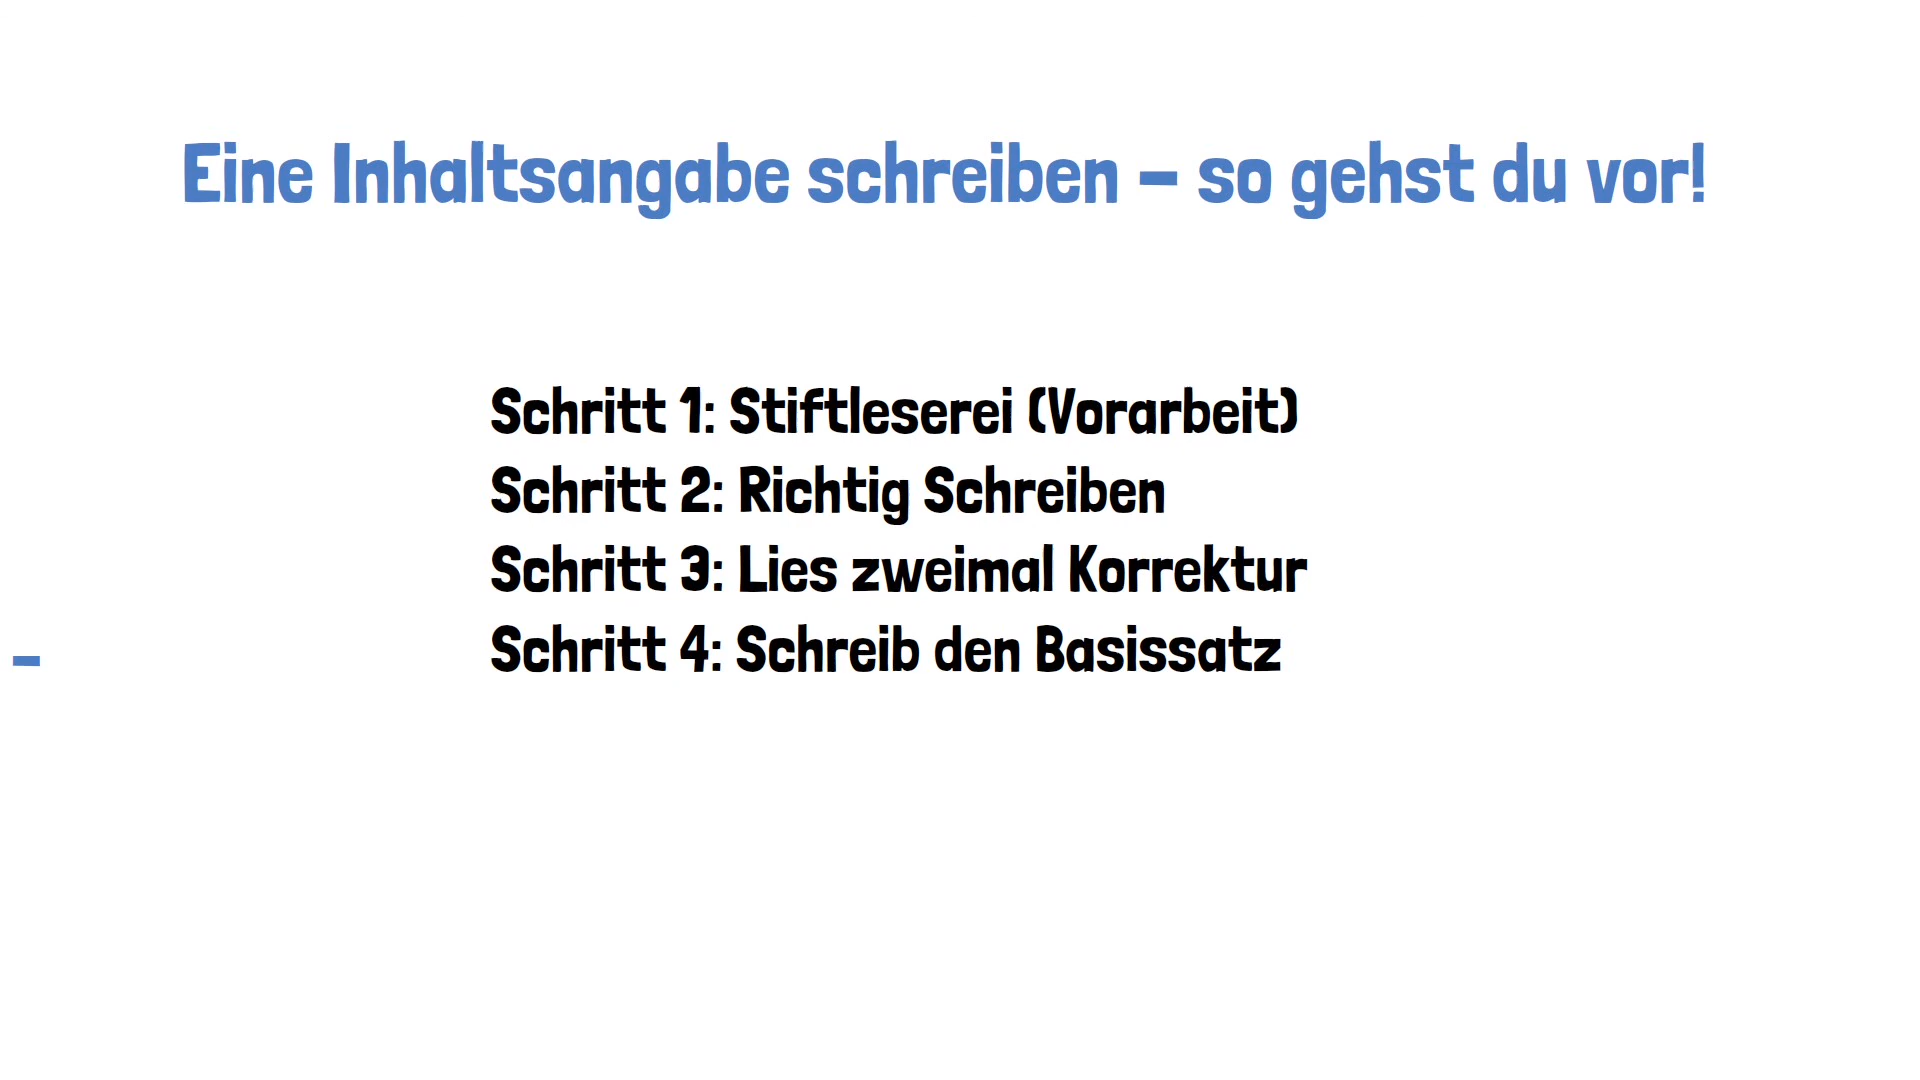 Eine Inhaltsangabe schreiben – so gehst du vor!
Schritt 1: Stiftleserei (Vorarbeit)
Schritt 2: Richtig Schreiben
Schritt 3: Lies zweimal Korrektur
Schritt 4: Schreib den Basissatz
–